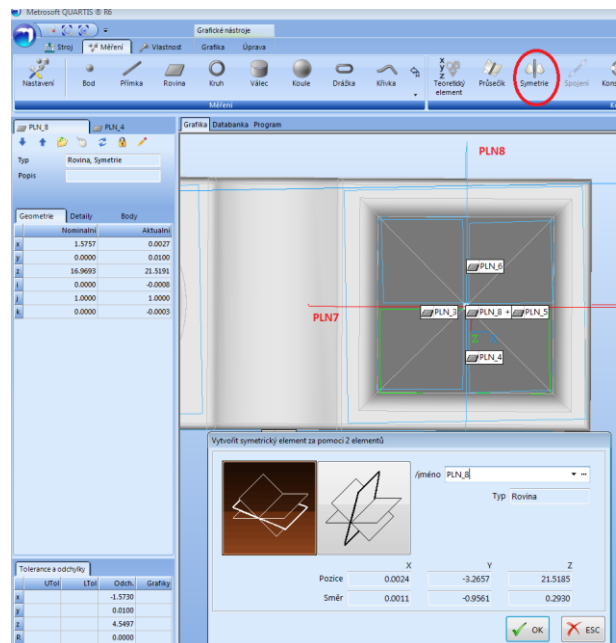 Metrosoft QUARTIS ® R6
Grafické nástroje
Stroj Měření Vlastnost Grafika Úprava
Nastavení Bod Přímka Rovina Kruh Válec Koule Drážka Křivka Teoretický element Průsečík Symetrie Spojení Kons
Měření
PLN_8 PLN_4
Grafika Databanka Program
Typ Rovina, Symetrie
Popis
Geometrie Detaily Body
Nominalní Aktualní
x 1.5757 0.0027
y 0.0000 0.0100
z 16.9693 21.5191
i 0.0000 -0.0008
j 1.0000 1.0000
k 0.0000 -0.0003
PLN8
PLN_6
PLN7
PLN_3 PLN_8 + PLN_5
Z X
PLN_4
Vytvořit symetrický element za pomoci 2 elementů
/jméno PLN_8
Typ Rovina
X Y Z
Pozice 0.0024 -3.2657 21.5185
Směr 0.0011 -0.9561 0.2930
OK ESC
Tolerance a odchylky
UTol LTol Odch. Grafiky
x -1.5730
y 0.0100
z 4.5497
R 0.0000